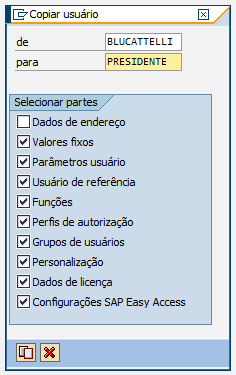 Copiar usuário
de BLUCATTELLI
para PRESIDENTE
Selecionar partes
Dados de endereço
Valores fixos
Parâmetros usuário
Usuário de referência
Funções
Perfis de autorização
Grupos de usuários
Personalização
Dados de licença
Configurações SAP Easy Access